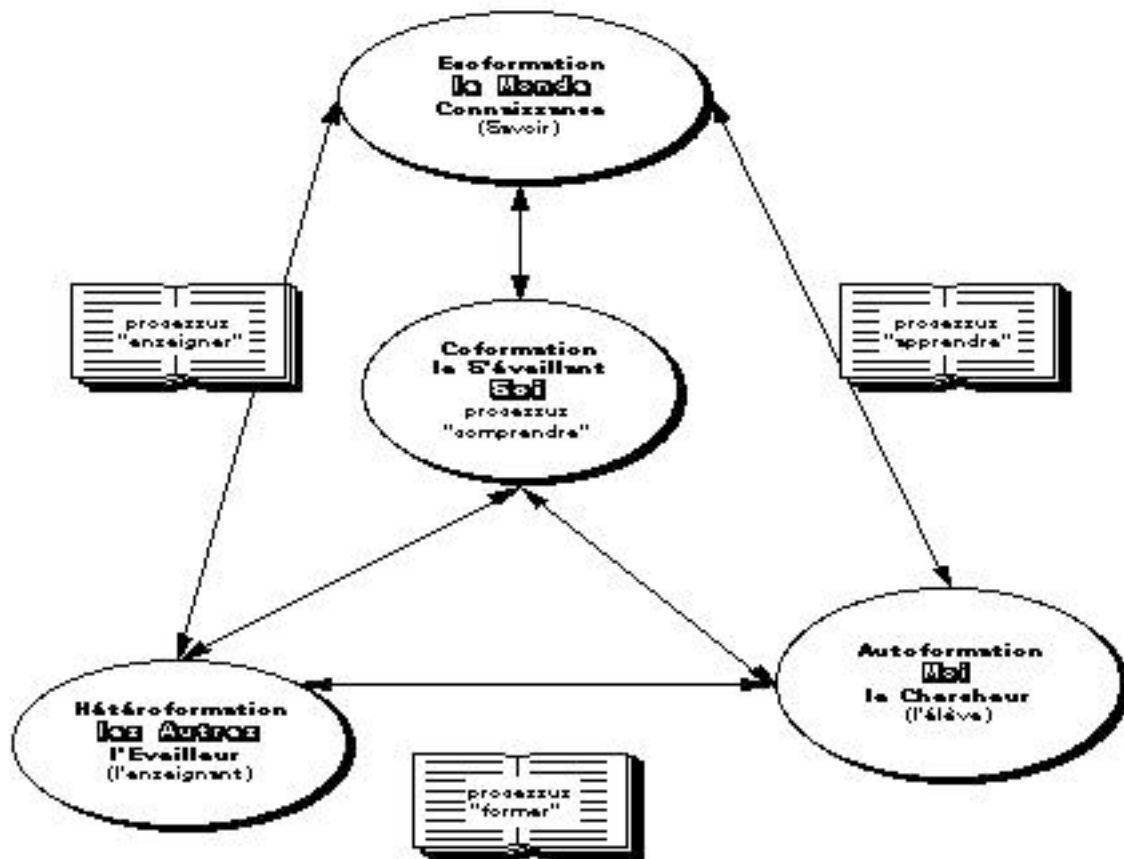 Ecoformation
le Monde
Connaissance
(Savoir)
processus
"enseigner"
processus
"apprendre"
Coformation
le S'éveillant
Soi
processus
"comprendre"
Autoformation
Moi
le Chercheur
(l'élève)
Hétéroformation
les Autres
l'Eveilleur
(l'enseignant)
processus
"former"